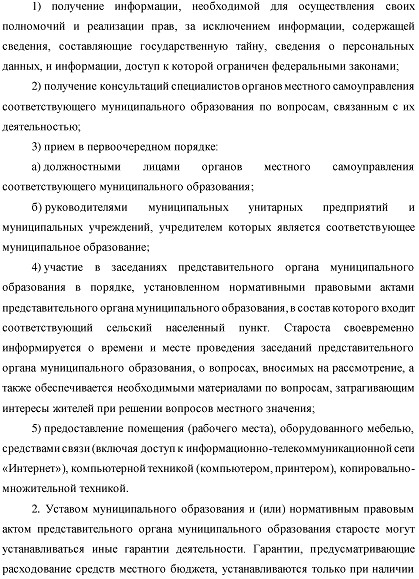 1) получение информации, необходимой для осуществления своих
полномочий и реализации прав, за исключением информации, содержащей
сведения, составляющие государственную тайну, сведения о персональных
данных, и информации, доступ к которой ограничен федеральными законами;
2) получение консультаций специалистов органов местного самоуправления
соответствующего муниципального образования по вопросам, связанным с их
деятельностью;
3) прием в первоочередном порядке:
а) должностными лицами органов местного самоуправления
соответствующего муниципального образования;
б) руководителями муниципальных унитарных предприятий и
муниципальных учреждений, учредителем которых является соответствующее
муниципальное образование;
4) участие в заседаниях представительного органа муниципального
образования в порядке, установленном нормативными правовыми актами
представительного органа муниципального образования, в состав которого входит
соответствующий сельский населенный пункт. Староста своевременно
информируется о времени и месте проведения заседаний представительного
органа муниципального образования, о вопросах, вносимых на рассмотрение, а
также обеспечивается необходимыми материалами по вопросам, затрагивающим
интересы жителей при решении вопросов местного значения;
5) предоставление помещения (рабочего места), оборудованного мебелью,
средствами связи (включая доступ к информационно-телекоммуникационной сети
«Интернет»), компьютерной техникой (компьютером, принтером), копировально-
множительной техникой.
2. Уставом муниципального образования и (или) нормативным правовым
актом представительного органа муниципального образования старосте могут
устанавливаться иные гарантии деятельности. Гарантии, предусматривающие
расходование средств местного бюджета, устанавливаются только при наличии